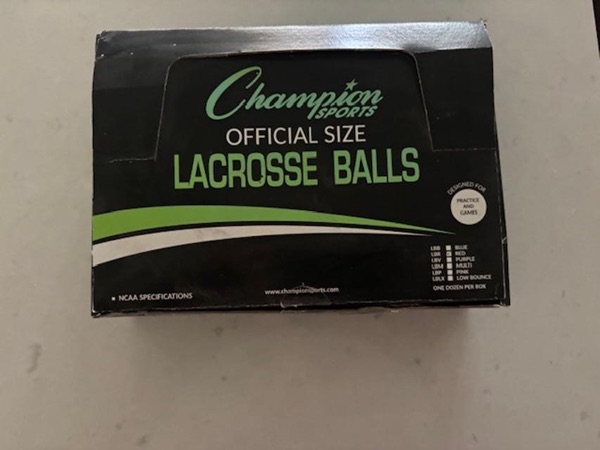 Champion
SPORTS
OFFICIAL SIZE
LACROSSE BALLS
DESIGNED FOR
PRACTICE
AND
GAMES
LBB BLUE
LBR RED
LBV PURPLE
LBM MULTI
LBP PINK
LBLX LOW BOUNCE
ONE DOZEN PER BOX
▪ NCAA SPECIFICATIONS
www.championsports.com